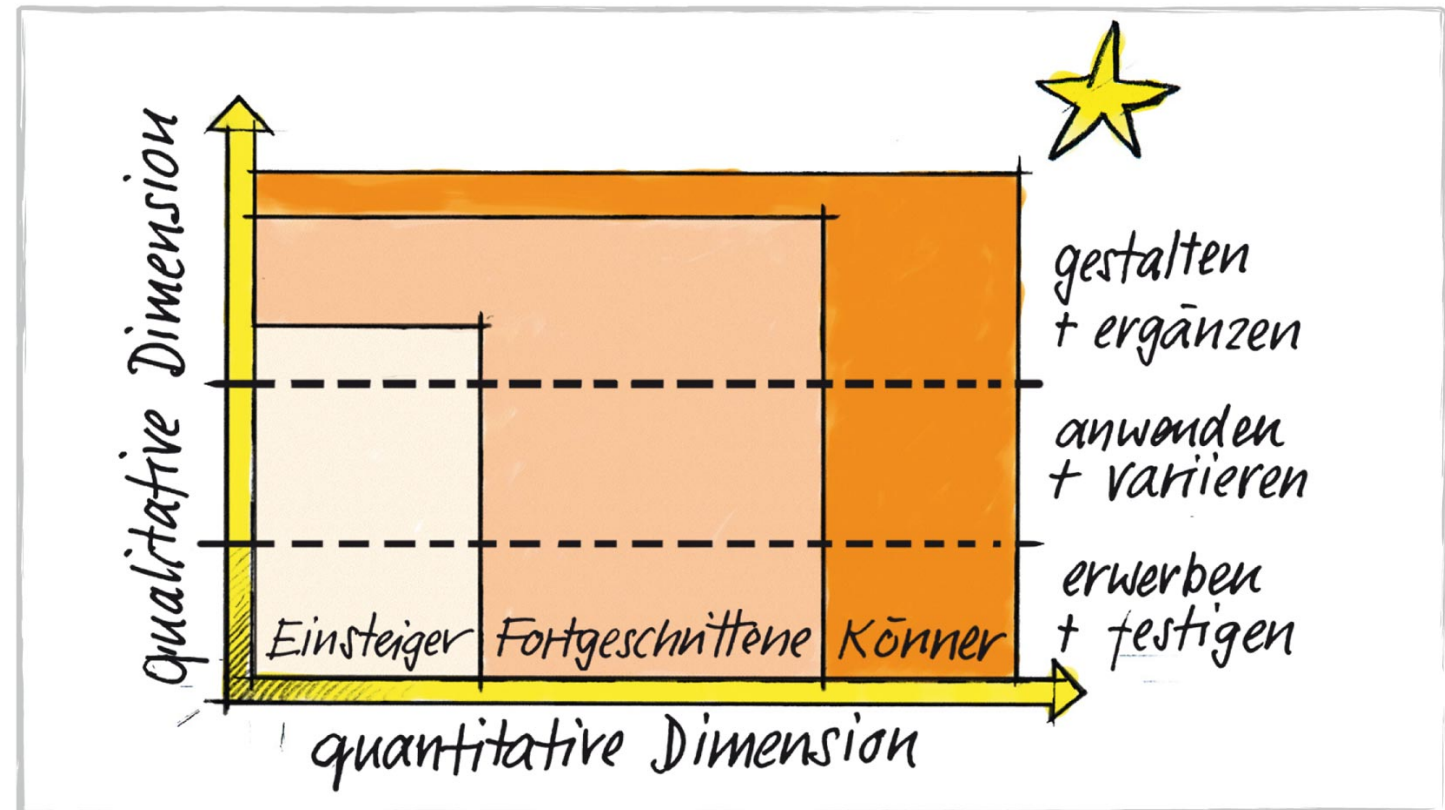 qualitative Dimension
gestalten
+ ergänzen
anwenden
+ variieren
erwerben
+ festigen
Einsteiger
Fortgeschrittene
Könner
quantitative Dimension